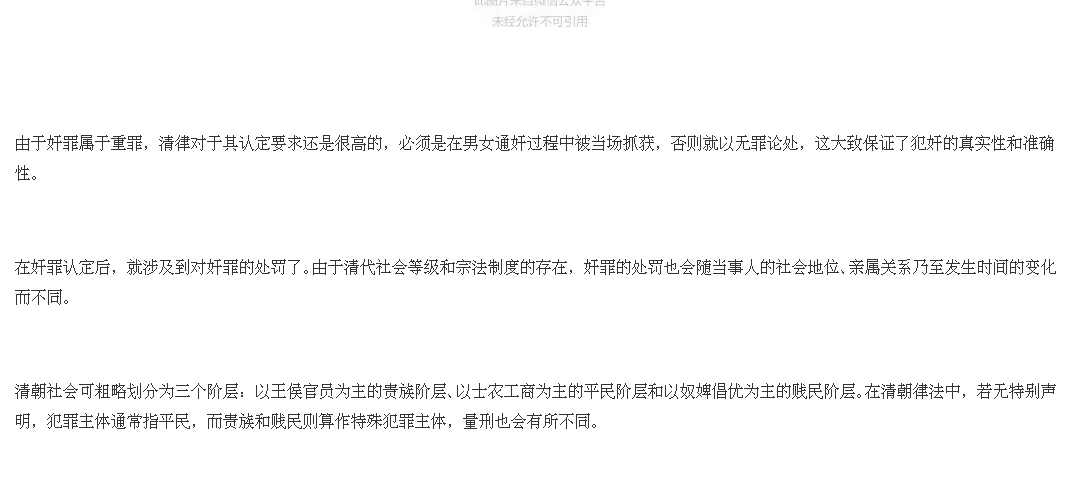 此图片来自微信公众平台
未经允许不可引用
由于奸罪属于重罪，清律对于其认定要求还是很高的，必须是在男女通奸过程中被当场抓获，否则就以无罪论处，这大致保证了犯奸的真实性和准确
性。
在奸罪认定后，就涉及到对奸罪的处罚了。由于清代社会等级和宗法制度的存在，奸罪的处罚也会随当事人的社会地位、亲属关系乃至发生时间的变化
而不同。
清朝社会可粗略划分为三个阶层：以王侯官员为主的贵族阶层、以士农工商为主的平民阶层和以奴婢倡优为主的贱民阶层。在清朝律法中，若无特别声
明，犯罪主体通常指平民，而贵族和贱民则算作特殊犯罪主体，量刑也会有所不同。